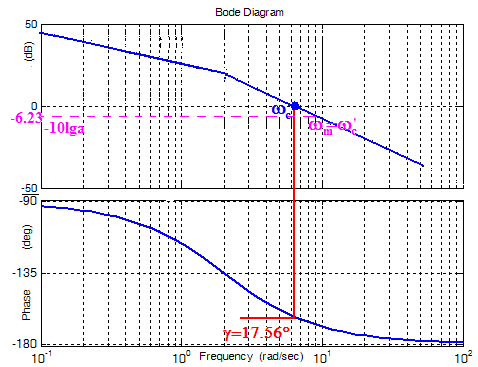 Bode Diagram
50
(dB)
0
ωc
-6.23
-10lga
ωm=ωc'
-50
-90
(deg)
-135
Phase
γ=17.56°
-180
10^-1
10^0
Frequency (rad/sec)
10^1
10^2